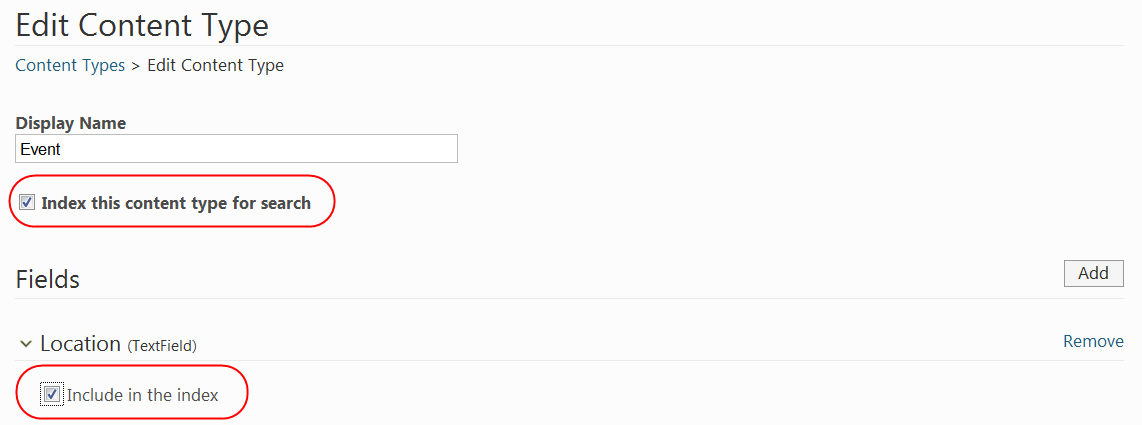 Edit Content Type
Content Types > Edit Content Type
Display Name
Event
Index this content type for search
Fields
Add
Location (TextField)
Remove
Include in the index